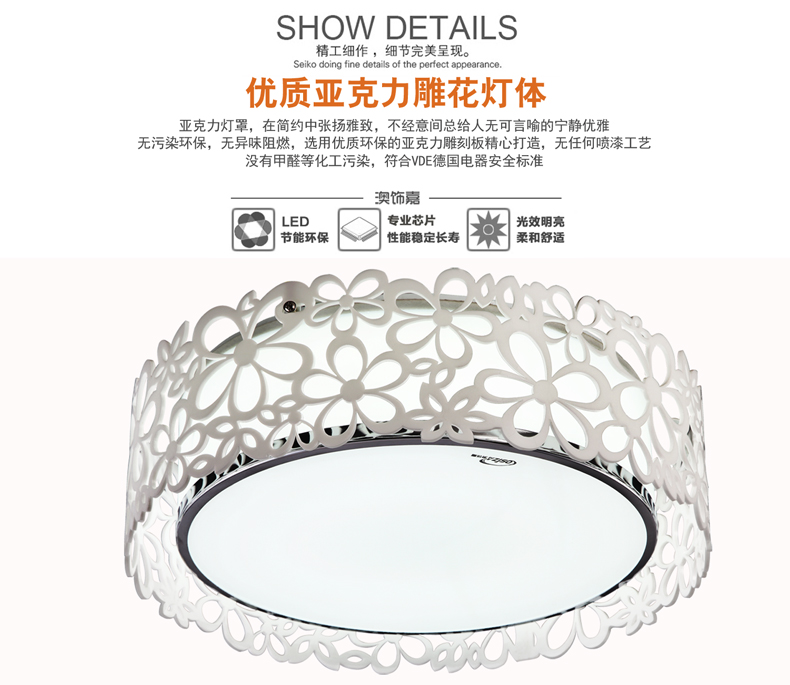 SHOW DETAILS
精工细作，细节完美呈现。
Seiko doing fine details of the perfect appearance.
优质亚克力雕花灯体
亚克力灯罩，在简约中张扬雅致，不经意间总给人无可言喻的宁静优雅
无污染环保，无异味阻燃，选用优质环保的亚克力雕刻板精心打造，无任何喷漆工艺
没有甲醛等化工污染，符合VDE德国电器安全标准
澳饰嘉
LED
节能环保
专业芯片
性能稳定长寿
光效明亮
柔和舒适